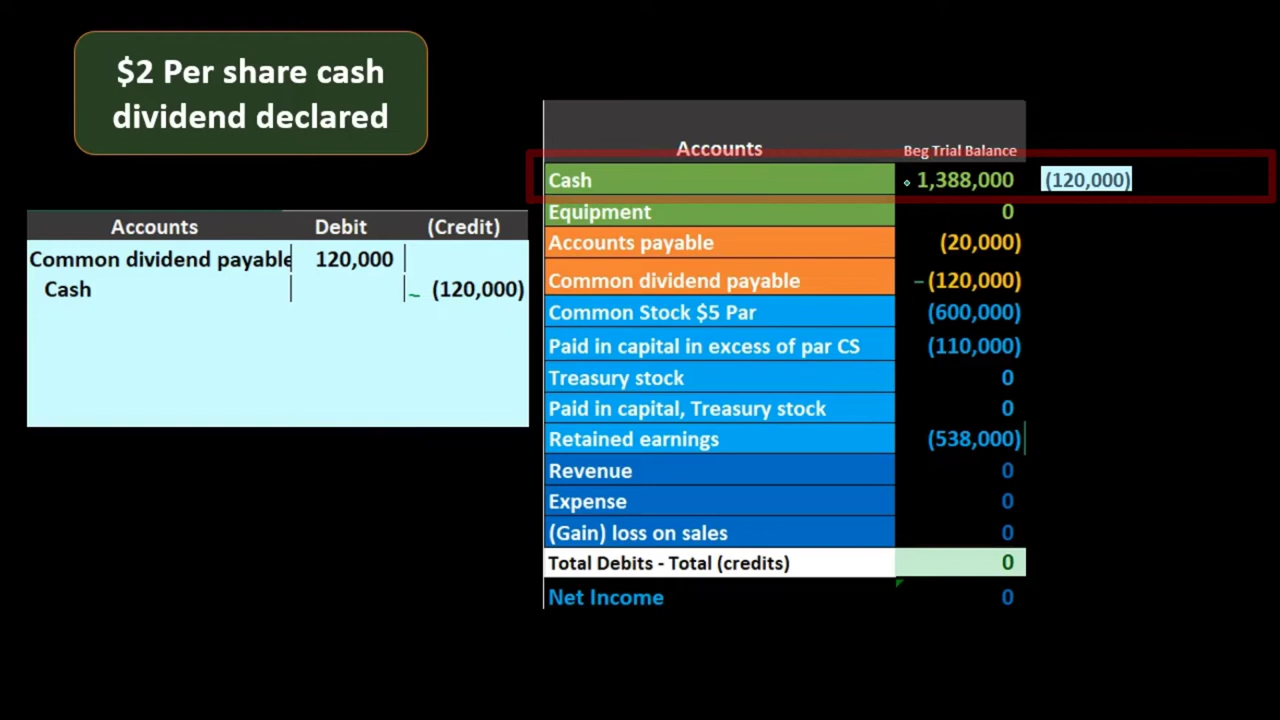 $2 Per share cash
dividend declared
Accounts Debit (Credit)
Common dividend payable 120,000
Cash (120,000)
Accounts Beg Trial Balance
Cash 1,388,000 (120,000)
Equipment 0
Accounts payable (20,000)
Common dividend payable (120,000)
Common Stock $5 Par (600,000)
Paid in capital in excess of par CS (110,000)
Treasury stock 0
Paid in capital, Treasury stock 0
Retained earnings (538,000)
Revenue 0
Expense 0
(Gain) loss on sales 0
Total Debits - Total (credits) 0
Net Income 0